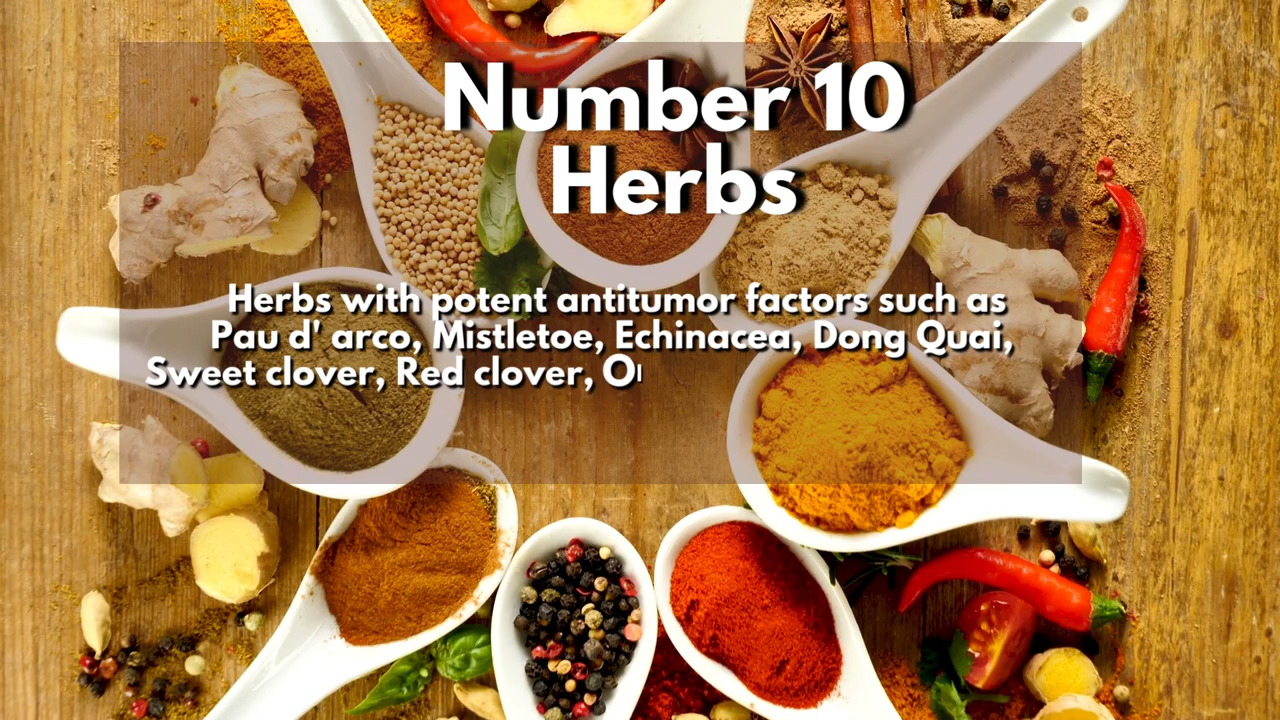 Number 10
Herbs
Herbs with potent antitumor factors such as
Pau d' arco, Mistletoe, Echinacea, Dong Quai,
Sweet clover, Red clover, O